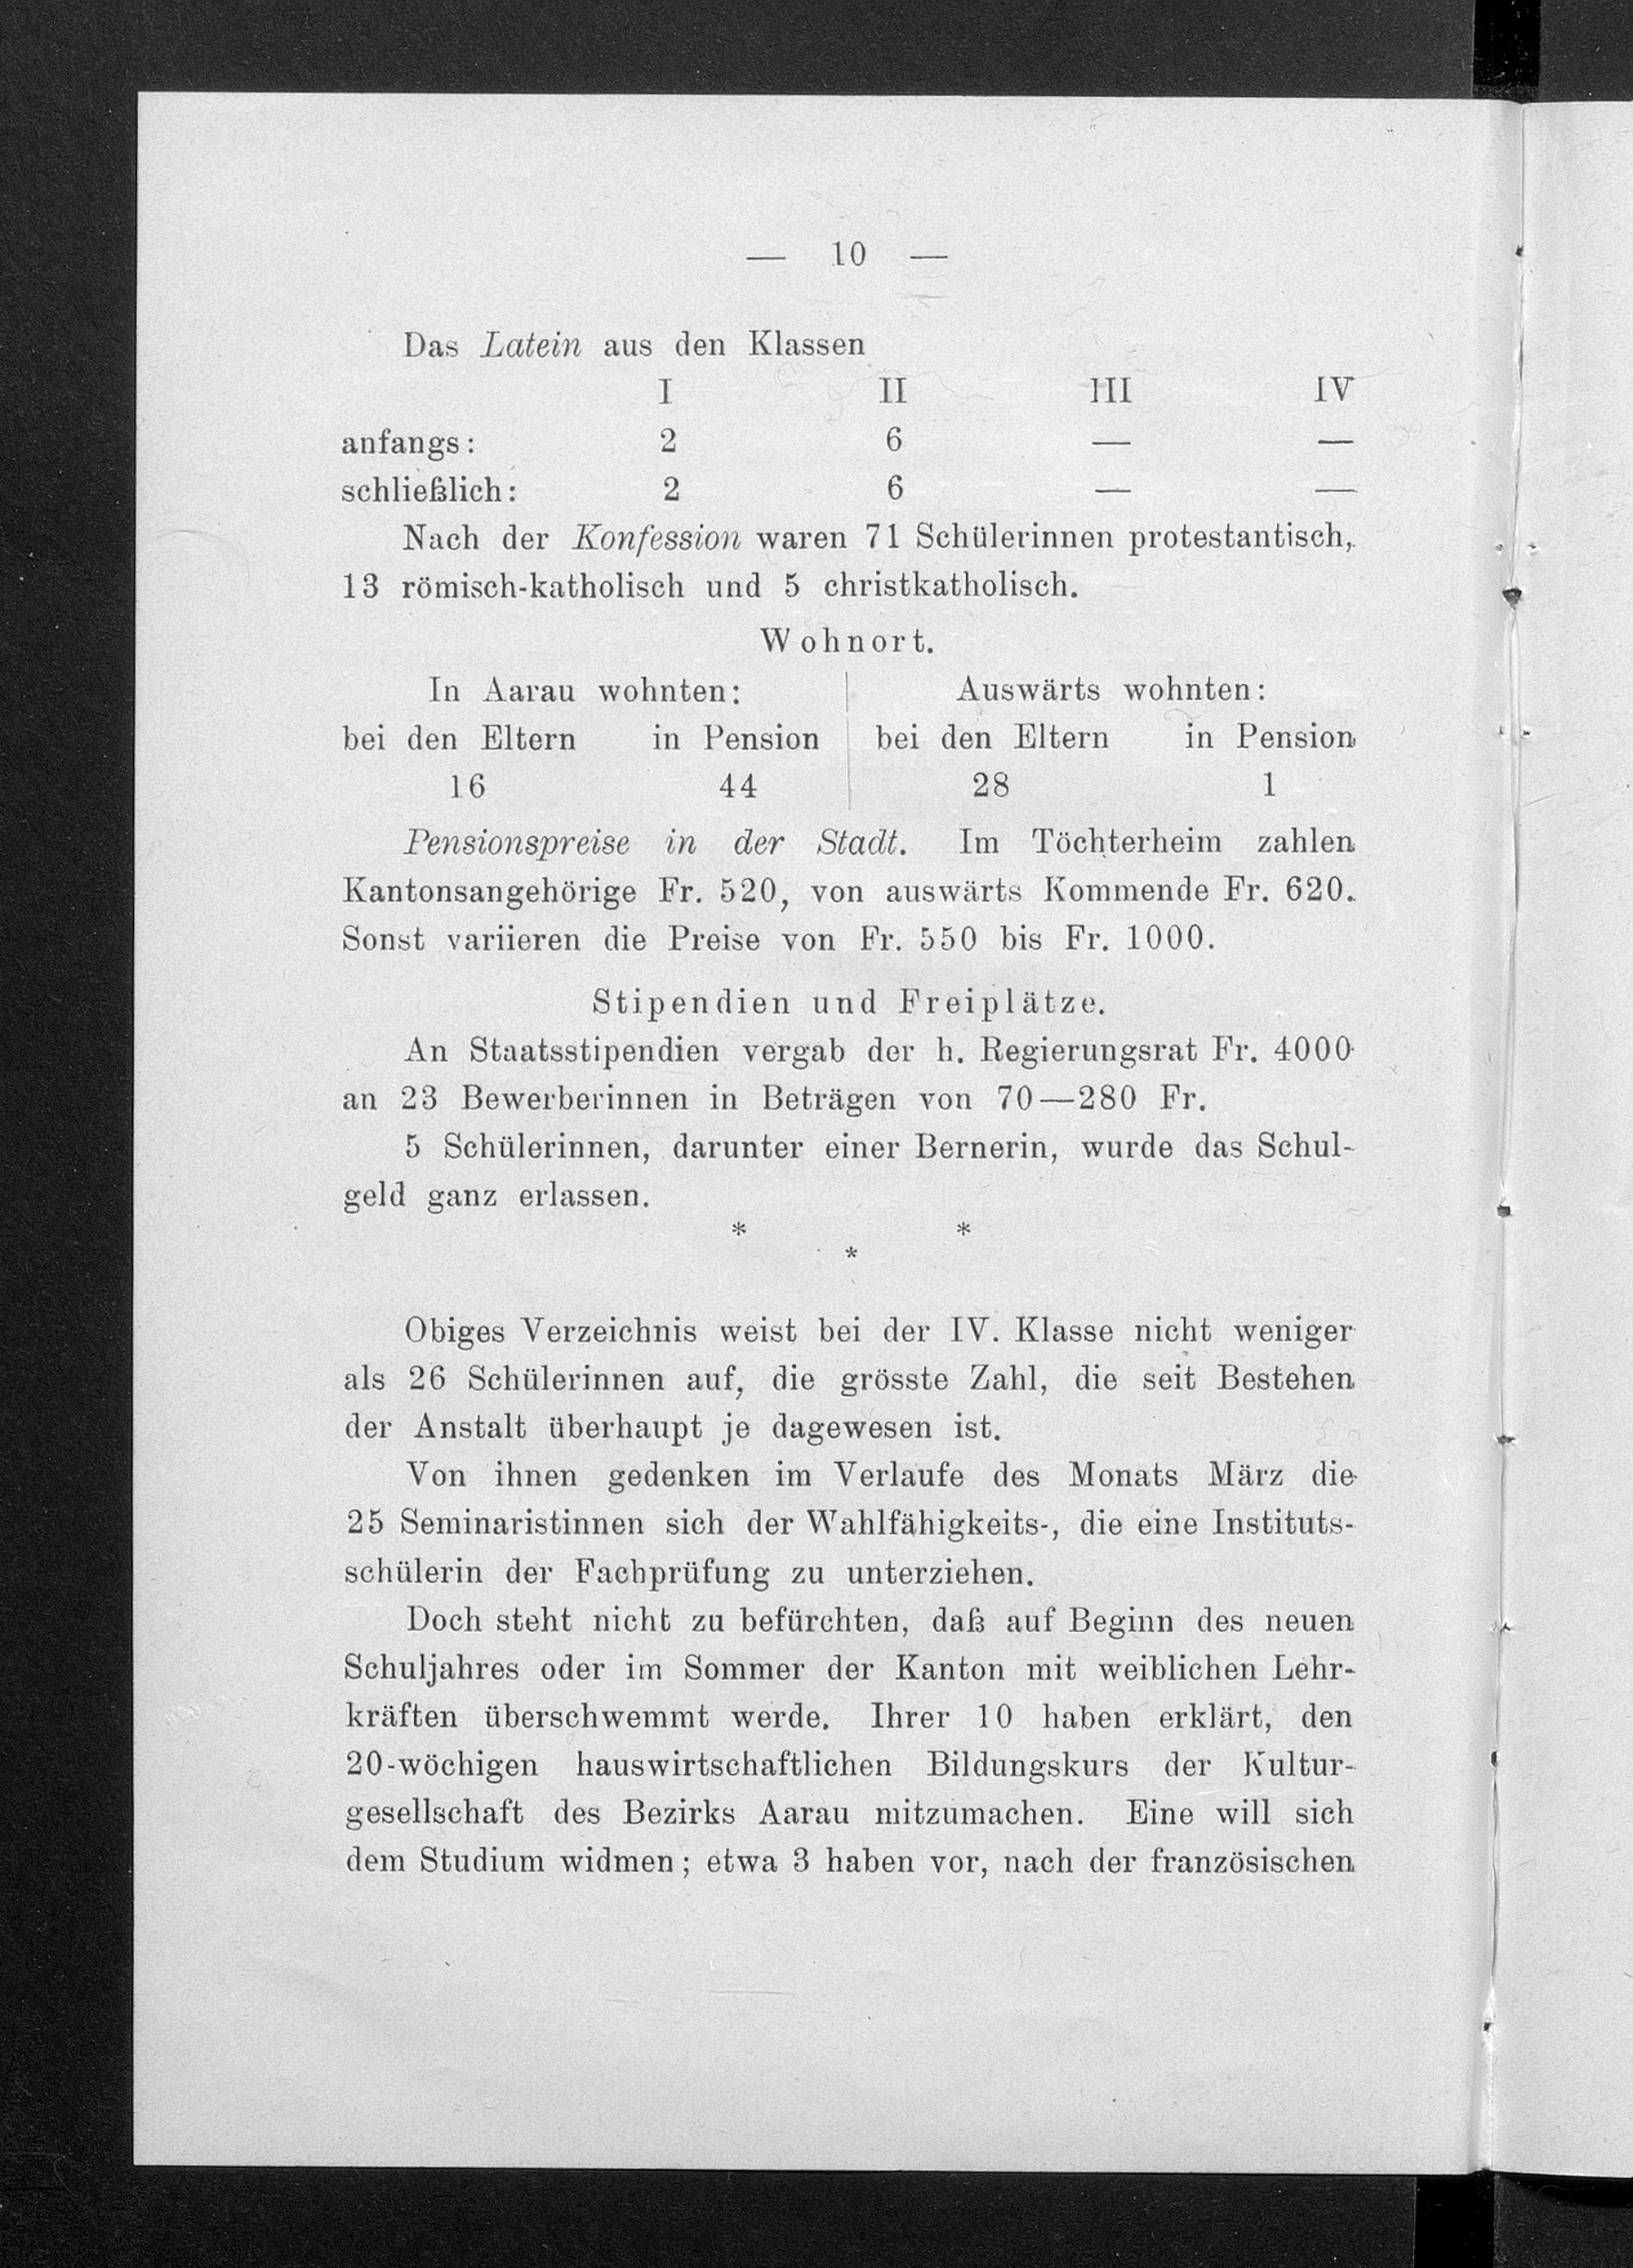 — 10 —
Das Latein aus den Klassen
I II III IV
anfangs: 2 6 — —
schließlich: 2 6 — —
Nach der Konfession waren 71 Schülerinnen protestantisch,
13 römisch-katholisch und 5 christkatholisch.
Wohnort.
In Aarau wohnten: Auswärts wohnten:
bei den Eltern in Pension bei den Eltern in Pension
16 44 28 1
Pensionspreise in der Stadt. Im Töchterheim zahlen
Kantonsangehörige Fr. 520, von auswärts Kommende Fr. 620.
Sonst variieren die Preise von Fr. 550 bis Fr. 1000.
Stipendien und Freiplätze.
An Staatsstipendien vergab der h. Regierungsrat Fr. 4000
an 23 Bewerberinnen in Beträgen von 70—280 Fr.
5 Schülerinnen, darunter einer Bernerin, wurde das Schul-
geld ganz erlassen.
* *
*
Obiges Verzeichnis weist bei der IV. Klasse nicht weniger
als 26 Schülerinnen auf, die grösste Zahl, die seit Bestehen
der Anstalt überhaupt je dagewesen ist.
Von ihnen gedenken im Verlaufe des Monats März die
25 Seminaristinnen sich der Wahlfähigkeits-, die eine Instituts-
schülerin der Fachprüfung zu unterziehen.
Doch steht nicht zu befürchten, daß auf Beginn des neuen
Schuljahres oder im Sommer der Kanton mit weiblichen Lehr-
kräften überschwemmt werde. Ihrer 10 haben erklärt, den
20-wöchigen hauswirtschaftlichen Bildungskurs der Kultur-
gesellschaft des Bezirks Aarau mitzumachen. Eine will sich
dem Studium widmen; etwa 3 haben vor, nach der französischen